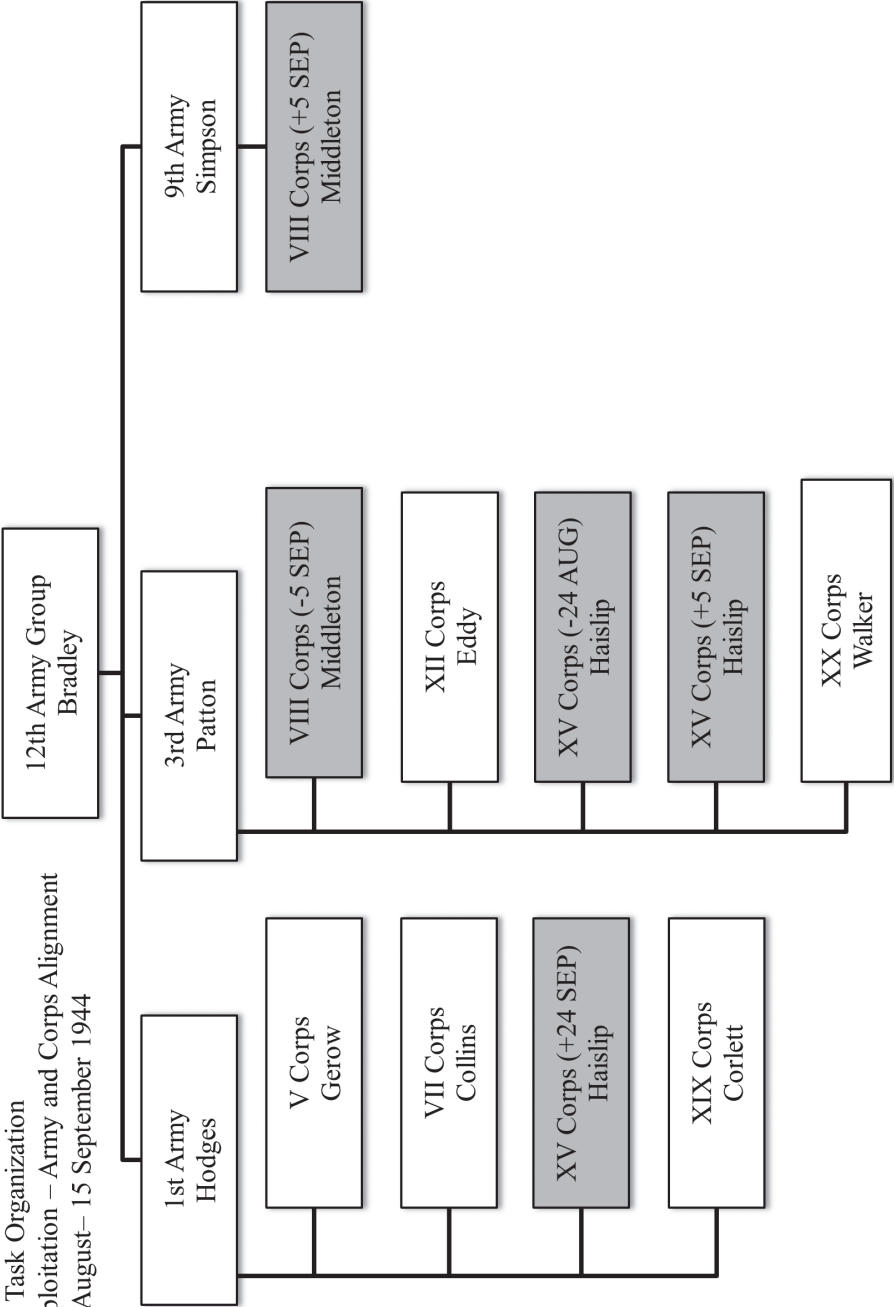 Task Organization
ploitation – Army and Corps Alignment
August– 15 September 1944
12th Army Group
Bradley
1st Army
Hodges
V Corps
Gerow
VII Corps
Collins
XV Corps (+24 SEP)
Haislip
XIX Corps
Corlett
3rd Army
Patton
VIII Corps (-5 SEP)
Middleton
XII Corps
Eddy
XV Corps (-24 AUG)
Haislip
XV Corps (+5 SEP)
Haislip
XX Corps
Walker
9th Army
Simpson
VIII Corps (+5 SEP)
Middleton